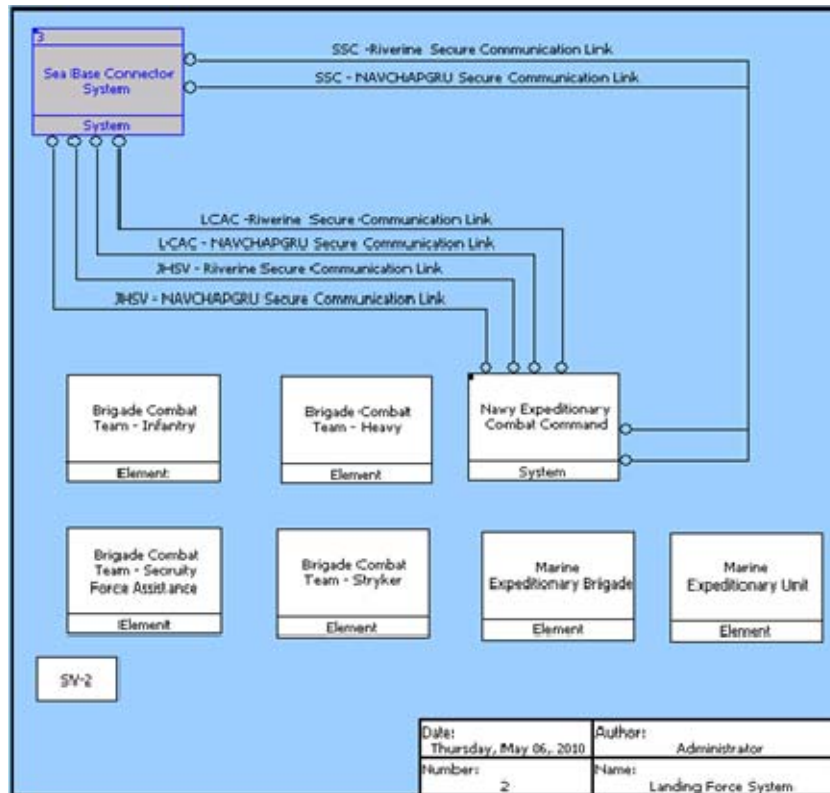 3
Sea Base Connector
System
System
SSC -Riverine Secure Communication Link
SSC - NAVCHAPGRU Secure Communication Link
LCAC -Riverine Secure Communication Link
LCAC - NAVCHAPGRU Secure Communication Link
JHSV - Riverine Secure Communication Link
JHSV - NAVCHAPGRU Secure Communication Link
Brigade Combat
Team - Infantry
Element
Brigade Combat
Team - Heavy
Element
Navy Expeditionary
Combat Command
System
Brigade Combat
Team - Secruity
Force Assistance
Element
Brigade Combat
Team - Stryker
Element
Marine
Expeditionary Brigade
Element
Marine
Expeditionary Unit
Element
SV-2
Date:
Thursday, May 06, 2010
Author:
Administrator
Number:
2
Name:
Landing Force System